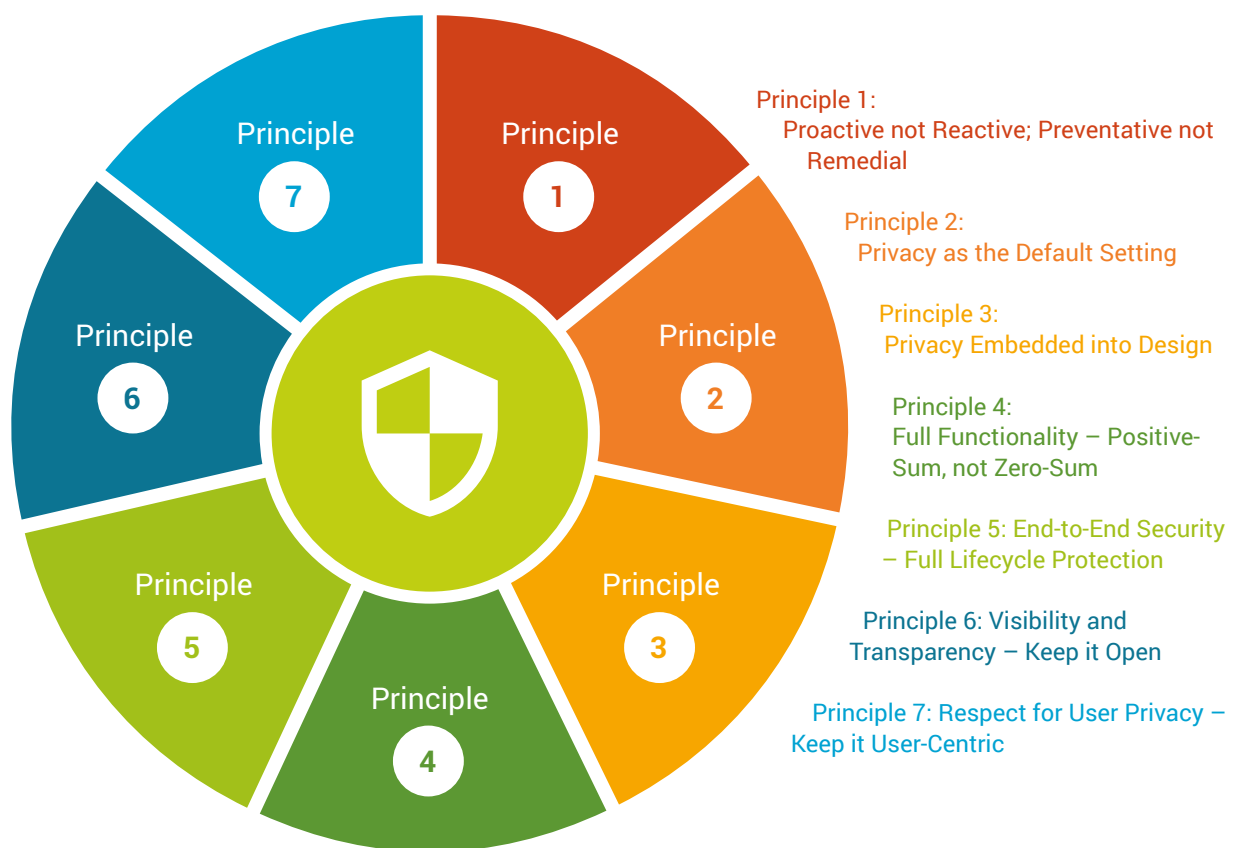 Principle
7
Principle
1
Principle
6
Principle
2
Principle
5
Principle
3
Principle
4
Principle 1:
Proactive not Reactive; Preventative not
Remedial
Principle 2:
Privacy as the Default Setting
Principle 3:
Privacy Embedded into Design
Principle 4:
Full Functionality – Positive-
Sum, not Zero-Sum
Principle 5: End-to-End Security
– Full Lifecycle Protection
Principle 6: Visibility and
Transparency – Keep it Open
Principle 7: Respect for User Privacy –
Keep it User-Centric